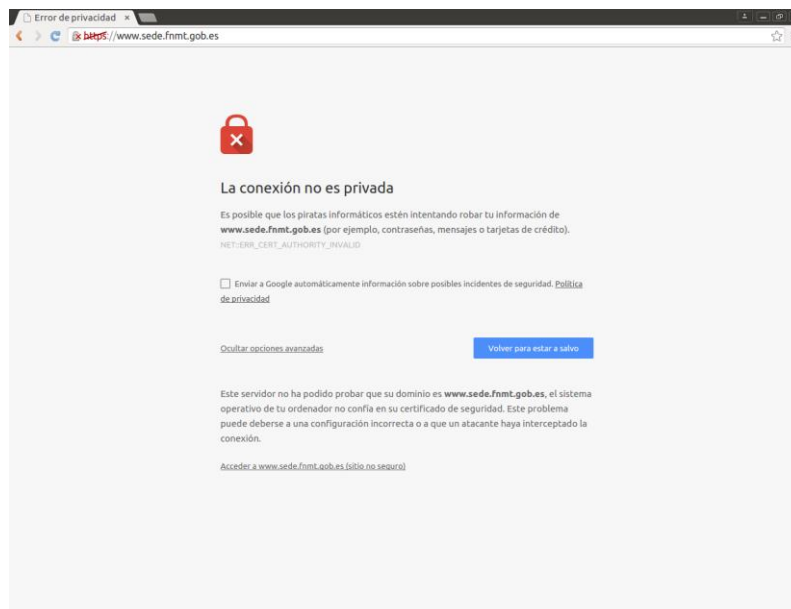 Error de privacidad ×
https://www.sede.fnmt.gob.es
La conexión no es privada
Es posible que los piratas informáticos estén intentando robar tu información de
www.sede.fnmt.gob.es (por ejemplo, contraseñas, mensajes o tarjetas de crédito).
NET::ERR_CERT_AUTHORITY_INVALID
Enviar a Google automáticamente información sobre posibles incidentes de seguridad. Política
de privacidad
Ocultar opciones avanzadas
Volver para estar a salvo
Este servidor no ha podido probar que su dominio es www.sede.fnmt.gob.es, el sistema
operativo de tu ordenador no confía en su certificado de seguridad. Este problema
puede deberse a una configuración incorrecta o a que un atacante haya interceptado la
conexión.
Acceder a www.sede.fnmt.gob.es (sitio no seguro)